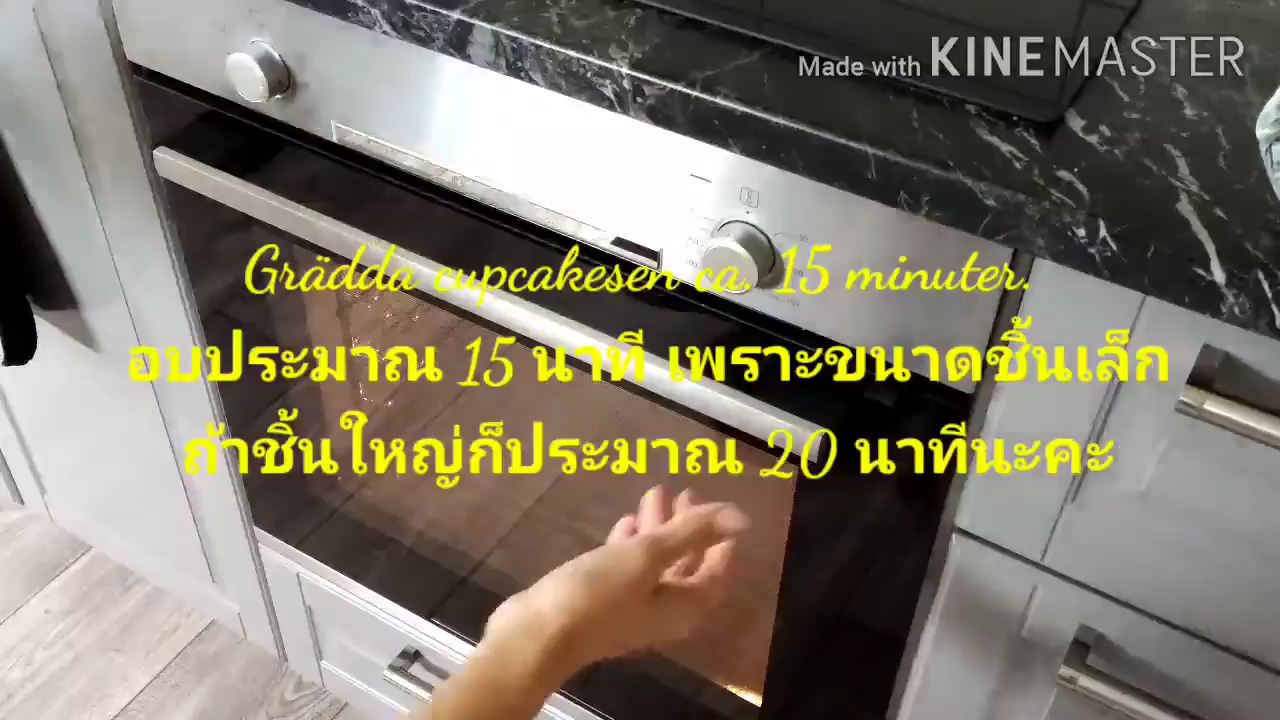 Made with KINEMASTER
Grädda cupcakesen ca. 15 minuter.
อบประมาณ 15 นาที เพราะขนาดชิ้นเล็ก
ถ้าชิ้นใหญ่ก็ประมาณ 20 นาทีนะคะ